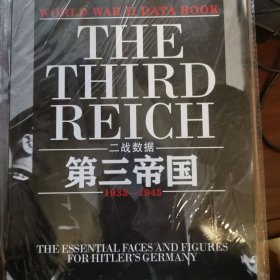 WORLD WAR II DATA BOOK
THE
THIRD
REICH
二战数据
第三帝国
1933—1945
THE ESSENTIAL FACES AND FIGURES
FOR HITLER'S GERMANY